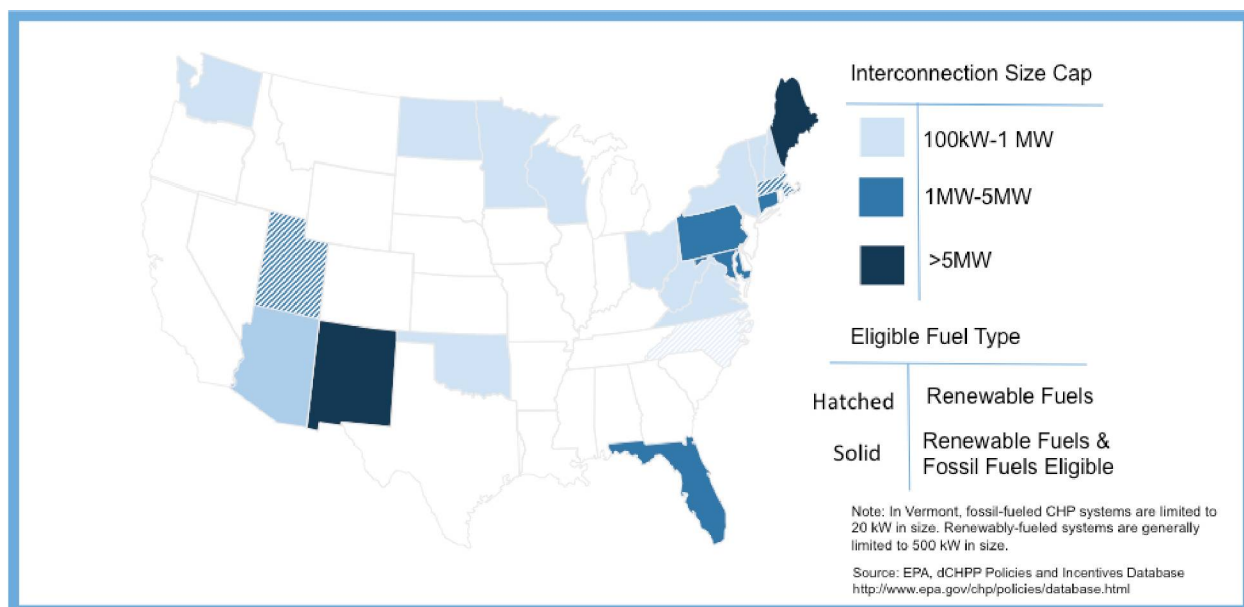 Interconnection Size Cap
100kW-1 MW
1MW-5MW
>5MW
Eligible Fuel Type
Hatched
Renewable Fuels
Solid
Renewable Fuels &
Fossil Fuels Eligible
Note: In Vermont, fossil-fueled CHP systems are limited to
20 kW in size. Renewably-fueled systems are generally
limited to 500 kW in size.
Source: EPA, dCHPP Policies and Incentives Database
http://www.epa.gov/chp/policies/database.html